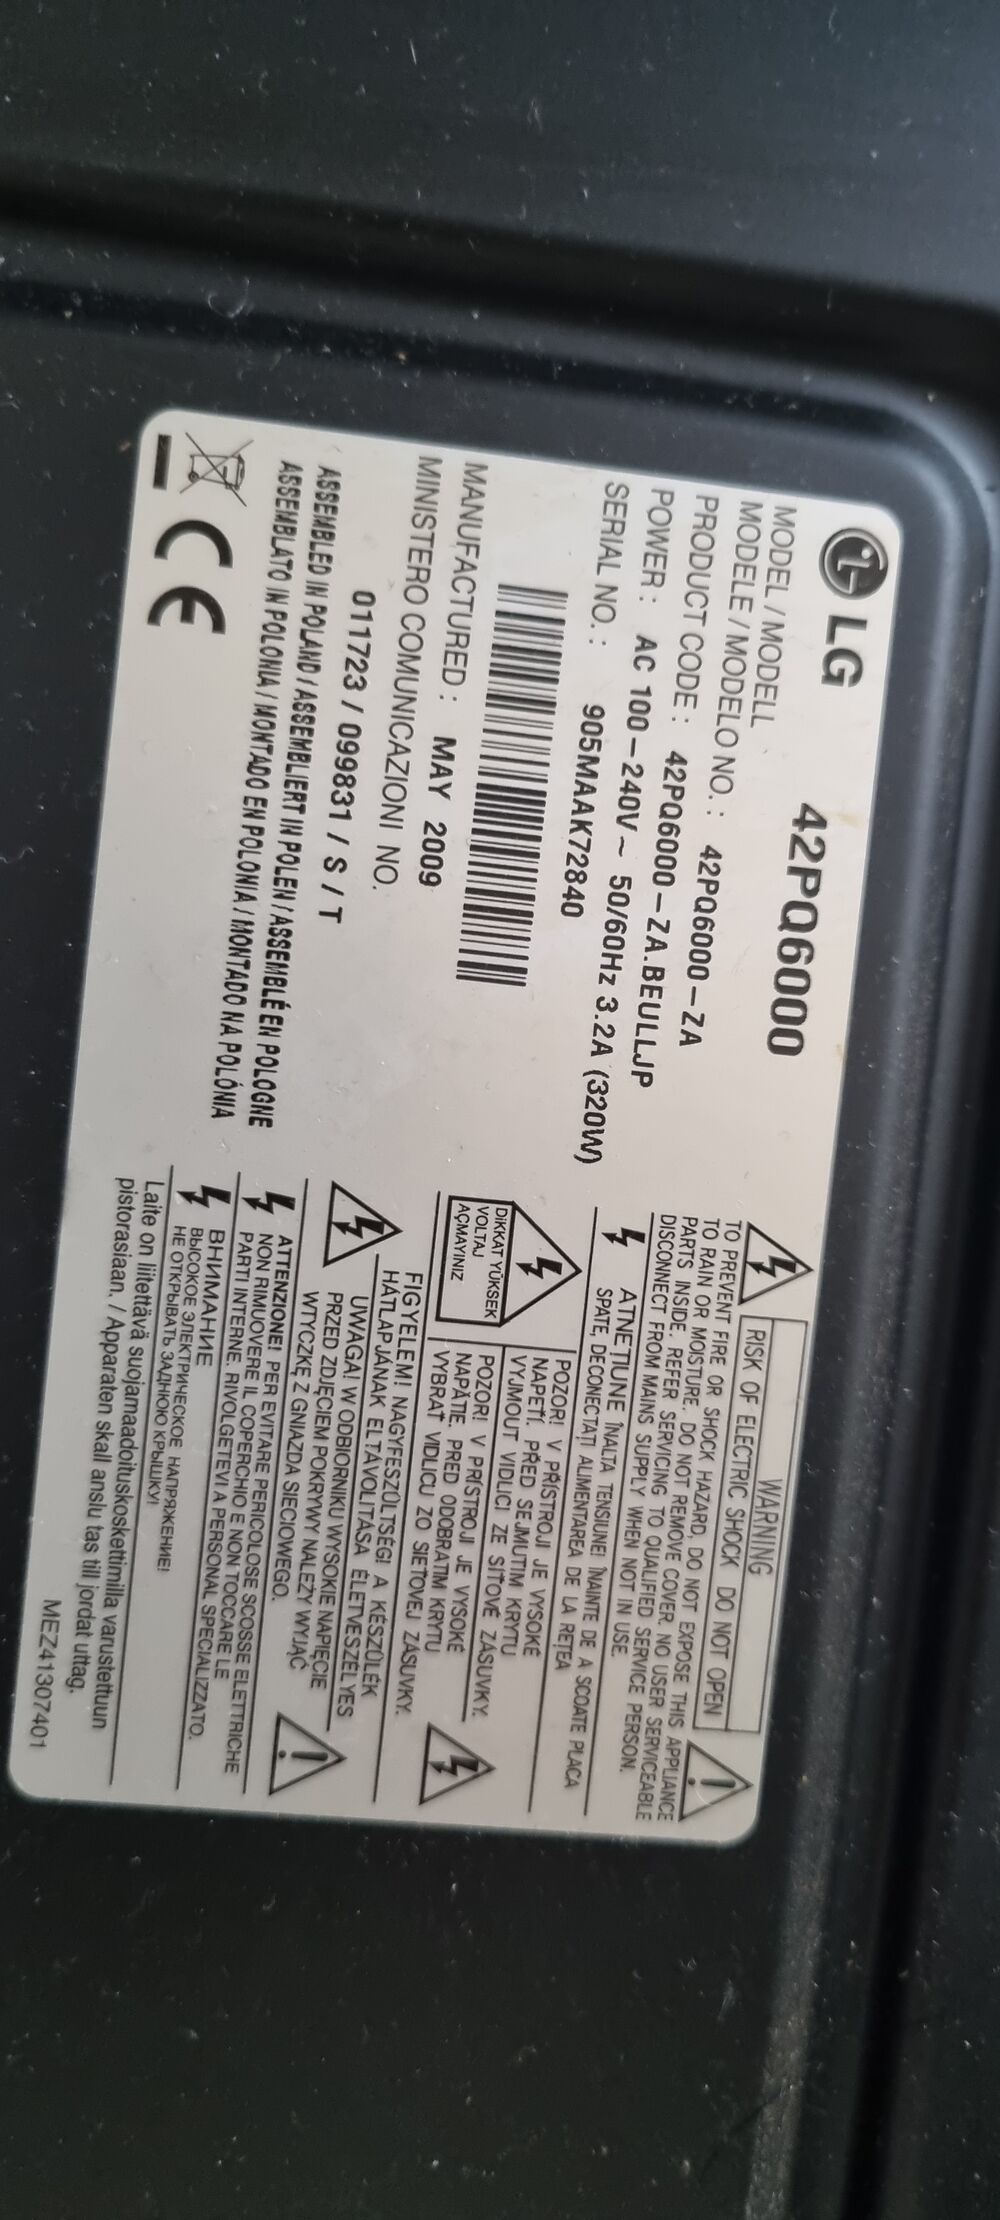 LG
42PQ6000
MODEL / MODELL
MODELE / MODELO NO. : 42PQ6000-ZA
PRODUCT CODE : 42PQ6000-ZA.BEULLJP
POWER : AC 100-240V~ 50/60Hz 3.2A (320W)
SERIAL NO. : 905MAAK72840
MANUFACTURED : MAY 2009
MINISTERO COMUNICAZIONI NO.
011723 / 099831 / S / T
ASSEMBLED IN POLAND / ASSEMBLIERT IN POLEN / ASSEMBLÉ EN POLOGNE
ASSEMBLATO IN POLONIA / MONTADO EN POLONIA / MONTADO NA POLÓNIA
CE
WARNING
RISK OF ELECTRIC SHOCK DO NOT OPEN
TO PREVENT FIRE OR SHOCK HAZARD, DO NOT EXPOSE THIS APPLIANCE
TO RAIN OR MOISTURE. DO NOT REMOVE COVER. NO USER SERVICEABLE
PARTS INSIDE. REFER SERVICING TO QUALIFIED SERVICE PERSON.
DISCONNECT FROM MAINS SUPPLY WHEN NOT IN USE.
ATNEŢIUNE ÎNALTA TENSIUNE! ÎNAINTE DE A SCOATE PLACA
SPATE, DECONECTATI ALIMENTAREA DE LA REŢEA
DİKKAT YÜKSEK
VOLTAJ
AÇMAYINIZ
POZOR! V PŘÍSTROJI JE VYSOKÉ
NAPETÍ. PŘED SEJMUTIM KRYTU
VYJMOUT VIDLICI ZE SÍŤOVÉ ZÁSUVKY.
POZOR! V PRÍSTROJI JE VYSOKÉ
NAPÄTIE. PRED ODOBRATIM KRYTU
VYBRAŤ VIDLICU ZO SIEŤOVEJ ZÁSUVKY.
FIGYELEM! NAGYFESZÜLTSÉG! A KÉSZÜLÉK
HÁTLAPJÁNAK ELTÁVOLITÁSA ÉLETVESZÉLYES
UWAGA! W ODBIORNIKU WYSOKIE NAPIĘCIE
PRZED ZDJĘCIEM POKRYWY NALEŻY WYJĄĆ
WTYCZKĘ Z GNIAZDA SIECIOWEGO.
ATTENZIONE! PER EVITARE PERICOLOSE SCOSSE ELETTRICHE
NON RIMUOVERE IL COPERCHIO E NON TOCCARE LE
PARTI INTERNE. RIVOLGETEVI A PERSONAL SPECIALIZZATO.
ВНИМАНИЕ
ВЫСОКОЕ ЭЛЕКТРИЧЕСКОЕ НАПРЯЖЕНИЕ!
НЕ ОТКРЫВАТЬ ЗАДНЮЮ КРЫШКУ!
Laite on liitettävä suojamaadoituskoskettimilla varustettuun
pistorasiaan. / Apparaten skall anslu tas till jordat uttag.
MEZ41307401